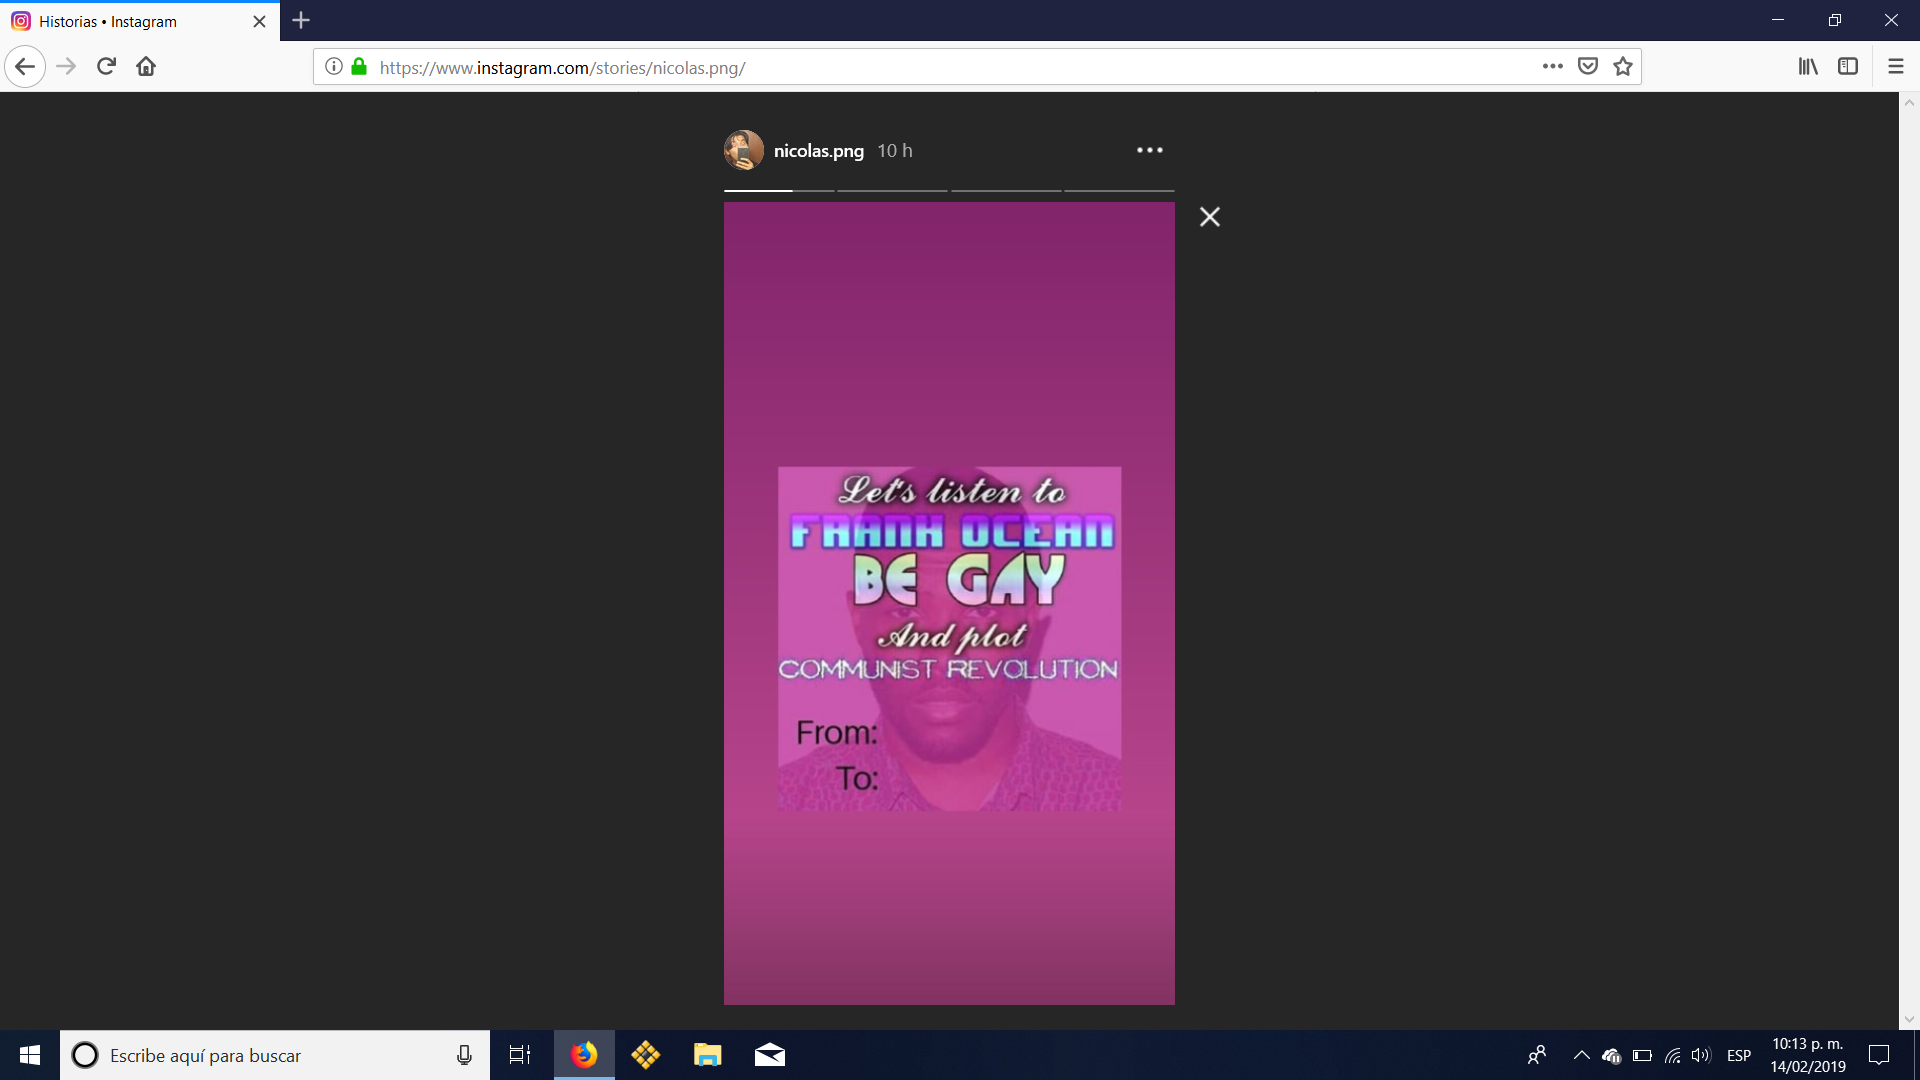 Historias • Instagram
https://www.instagram.com/stories/nicolas.png/
nicolas.png 10 h
Let's listen to
FRANK OCEAN
BE GAY
And plot
COMMUNIST REVOLUTION
From:
To:
Escribe aquí para buscar
ESP
10:13 p. m.
14/02/2019